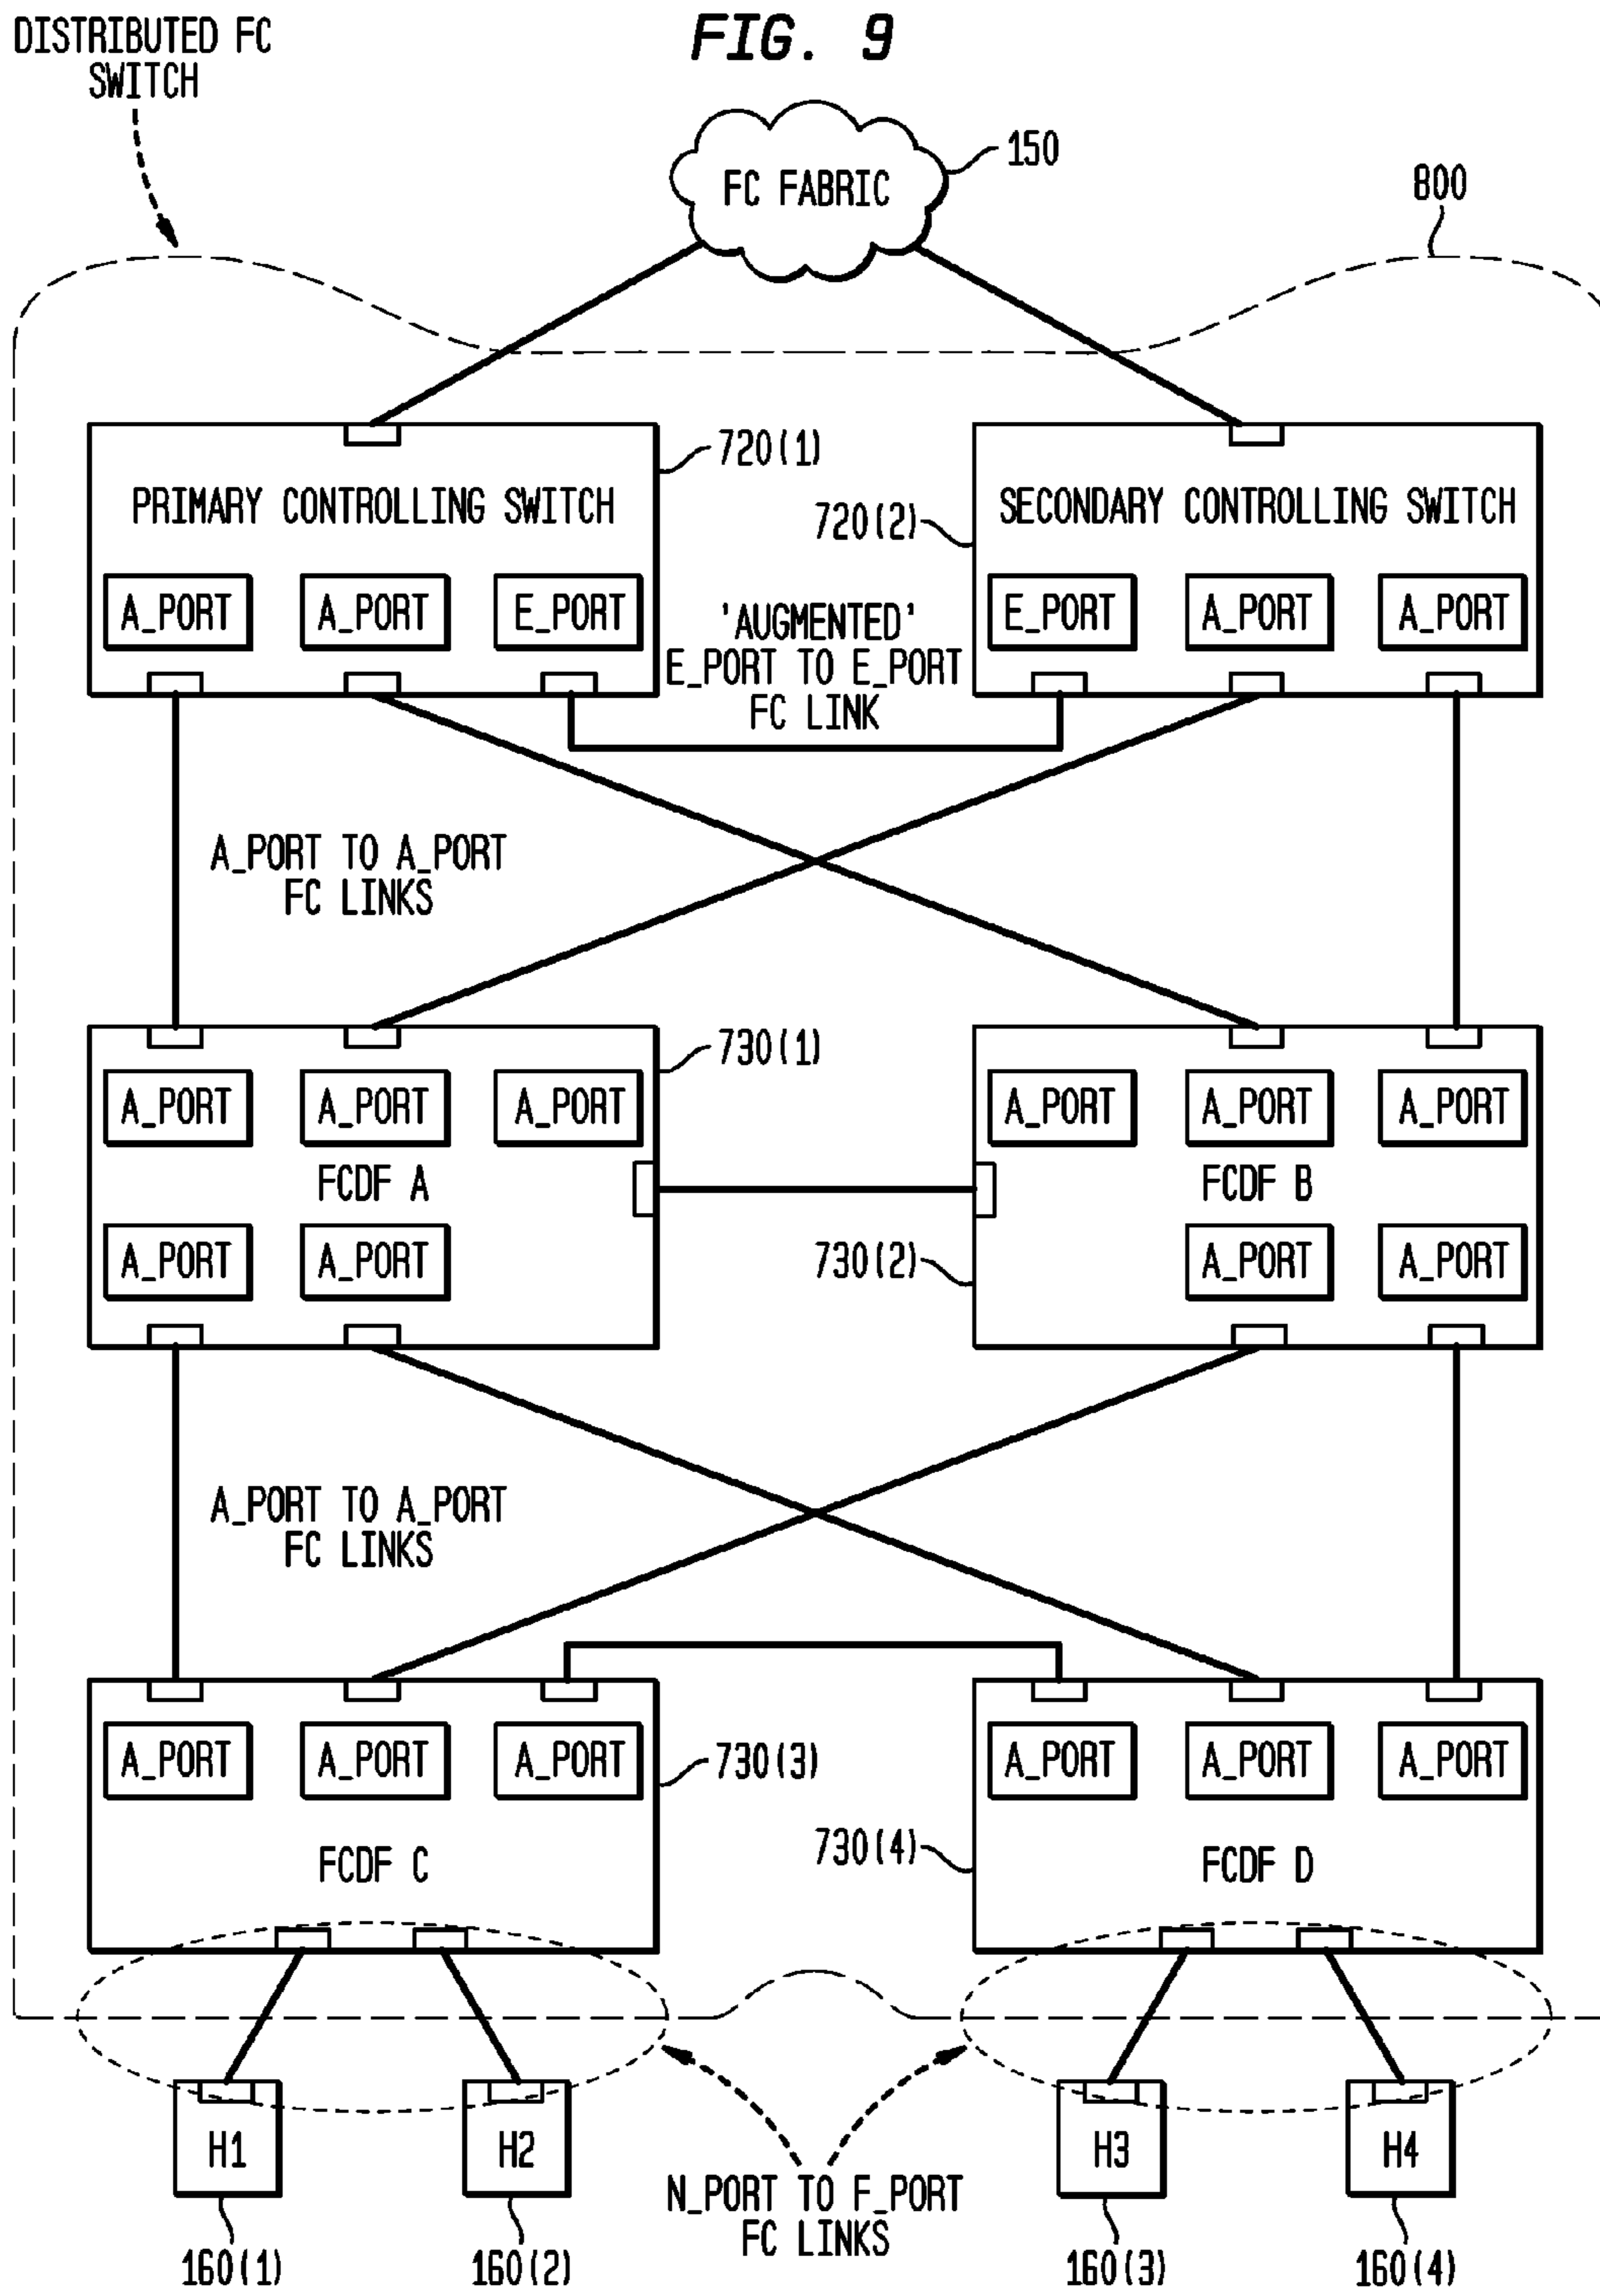 DISTRIBUTED FC
SWITCH
FIG. 9
FC FABRIC
150
800
720(1)
PRIMARY CONTROLLING SWITCH
A_PORT
A_PORT
E_PORT
720(2)
SECONDARY CONTROLLING SWITCH
E_PORT
A_PORT
A_PORT
'AUGMENTED'
E_PORT TO E_PORT
FC LINK
A_PORT TO A_PORT
FC LINKS
730(1)
A_PORT
A_PORT
A_PORT
FCDF A
A_PORT
A_PORT
A_PORT
A_PORT
A_PORT
FCDF B
730(2)
A_PORT
A_PORT
A_PORT TO A_PORT
FC LINKS
A_PORT
A_PORT
A_PORT
730(3)
FCDF C
A_PORT
A_PORT
A_PORT
730(4)
FCDF D
H1
H2
H3
H4
N_PORT TO F_PORT
FC LINKS
160(1)
160(2)
160(3)
160(4)